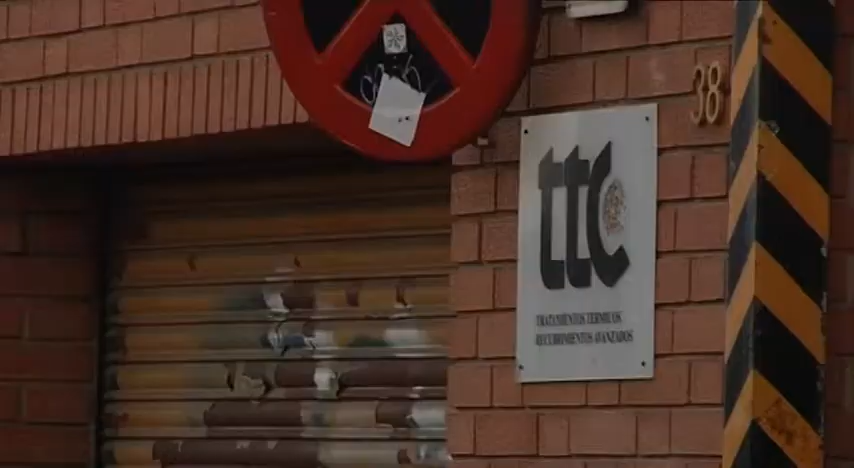 38
ttc
TRATAMIENTOS TERMICOS
RECUBRIMIENTOS AVANZADOS